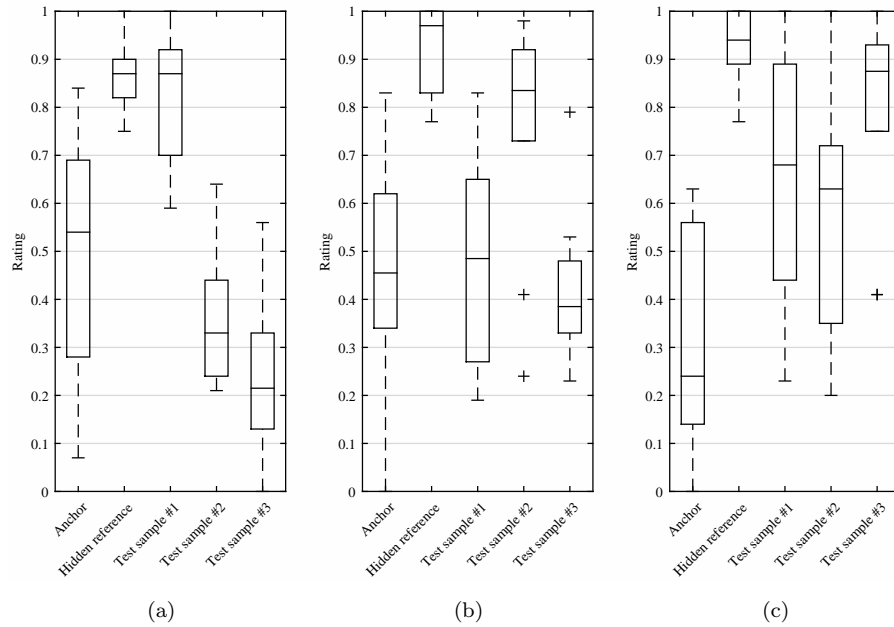 1
0.9
0.8
0.7
0.6
0.5
0.4
0.3
0.2
0.1
0
Rating
Anchor
Hidden reference
Test sample #1
Test sample #2
Test sample #3
(a)
1
0.9
0.8
0.7
0.6
0.5
0.4
0.3
0.2
0.1
0
Rating
Anchor
Hidden reference
Test sample #1
Test sample #2
Test sample #3
(b)
1
0.9
0.8
0.7
0.6
0.5
0.4
0.3
0.2
0.1
0
Rating
Anchor
Hidden reference
Test sample #1
Test sample #2
Test sample #3
(c)